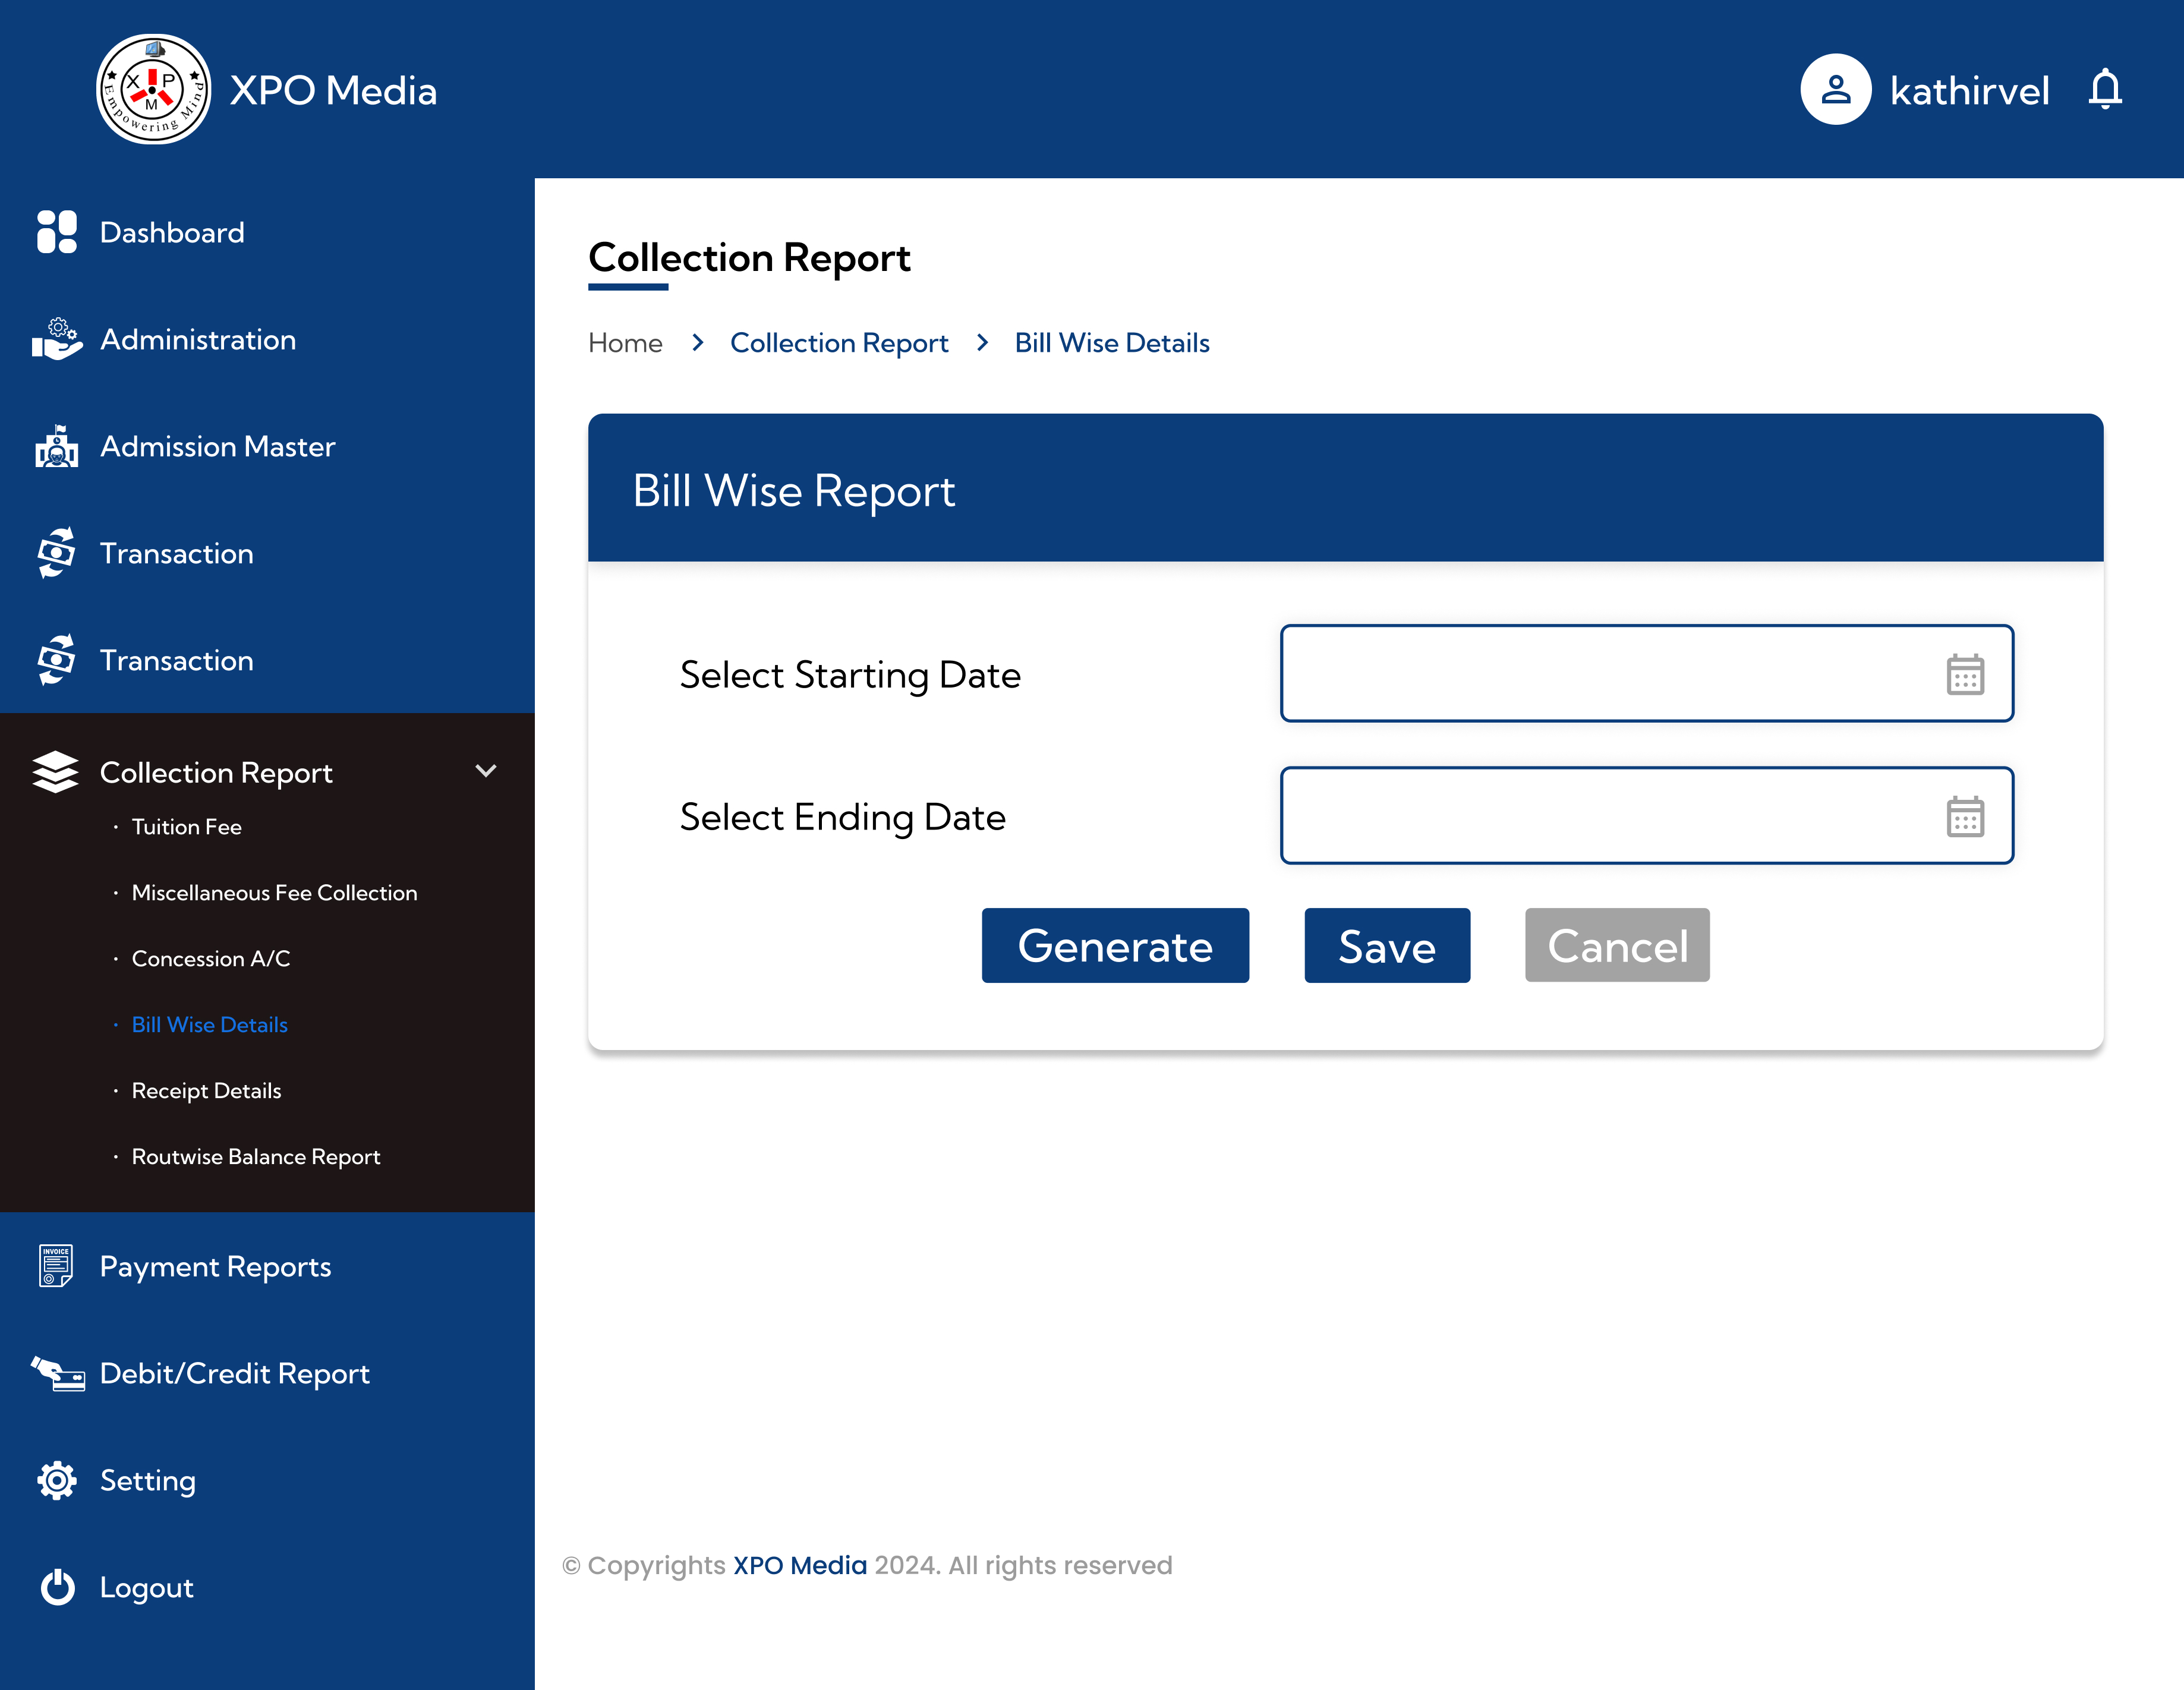 X P M
Empowering Mind
XPO Media
kathirvel
Dashboard
Administration
Admission Master
Transaction
Transaction
Collection Report
· Tuition Fee
· Miscellaneous Fee Collection
· Concession A/C
· Bill Wise Details
· Receipt Details
· Routwise Balance Report
INVOICE
Payment Reports
Debit/Credit Report
Setting
Logout
Collection Report
Home > Collection Report > Bill Wise Details
Bill Wise Report
Select Starting Date
Select Ending Date
Generate Save Cancel
© Copyrights XPO Media 2024. All rights reserved